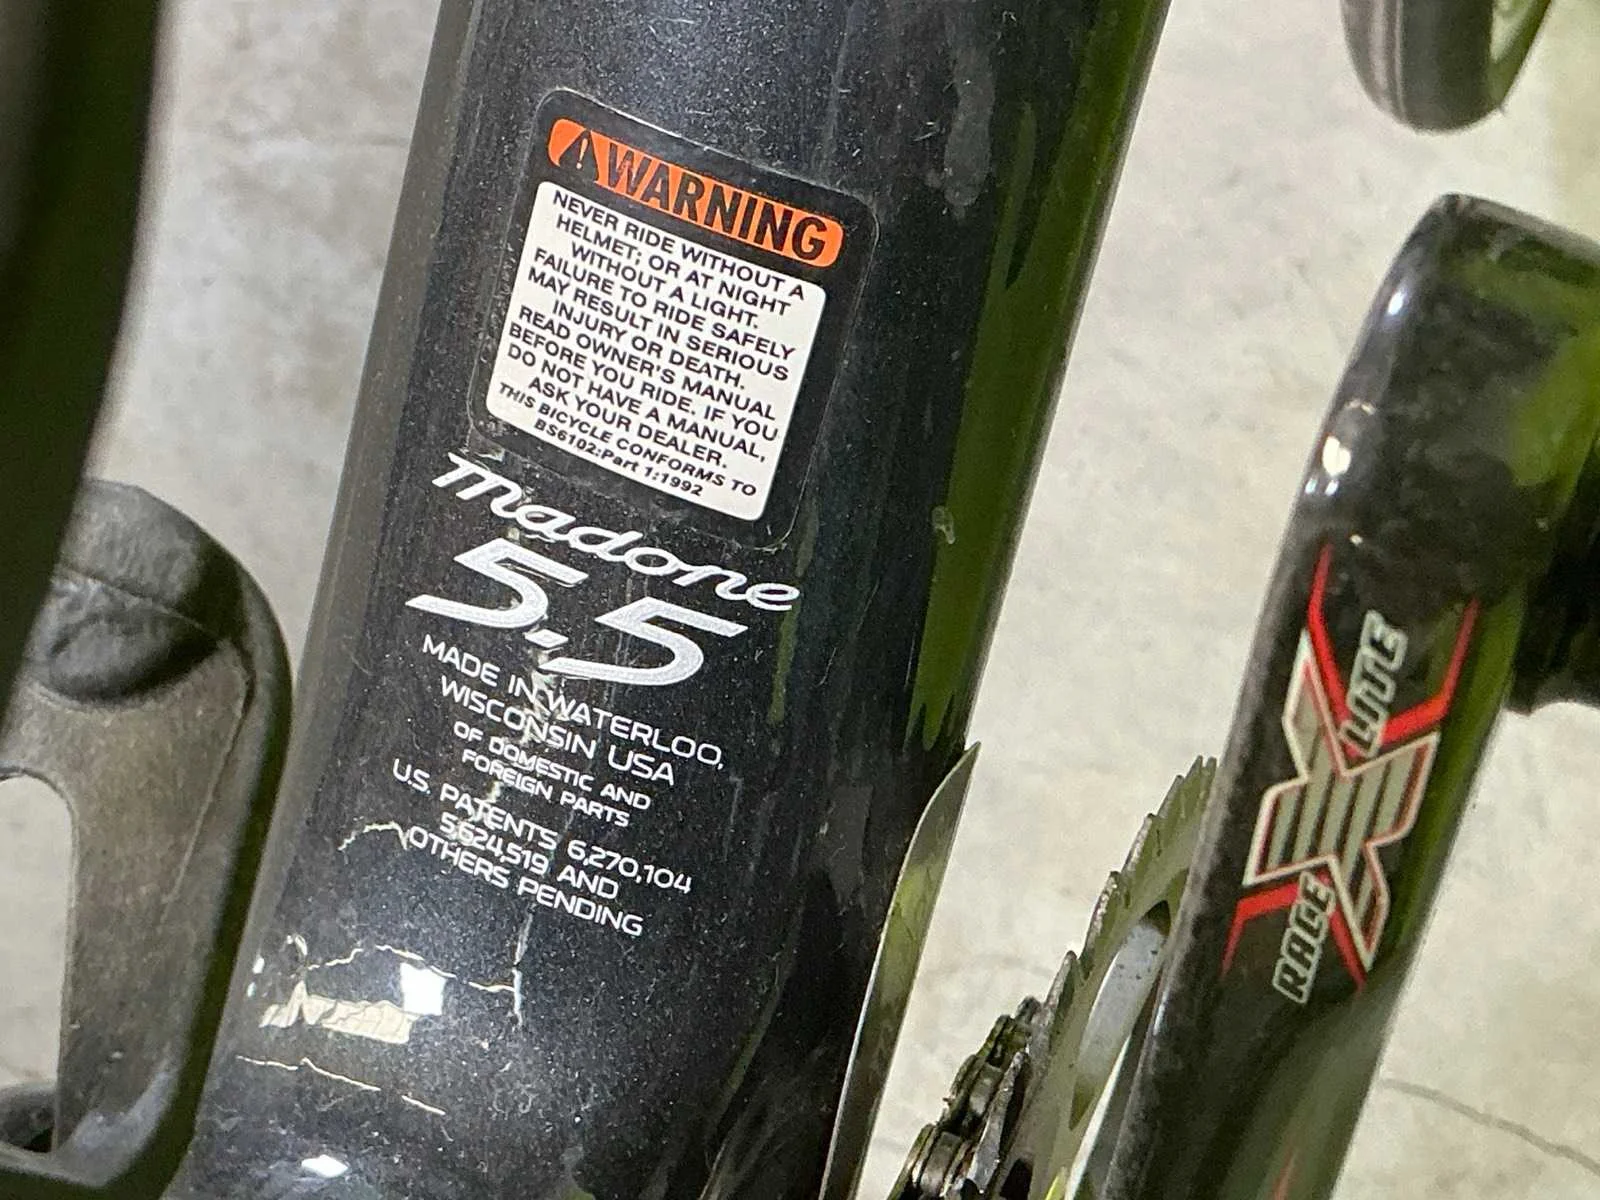 WARNING
NEVER RIDE WITHOUT A
HELMET; OR AT NIGHT
WITHOUT A LIGHT.
FAILURE TO RIDE SAFELY
MAY RESULT IN SERIOUS
INJURY OR DEATH.
READ OWNER'S MANUAL
BEFORE YOU RIDE. IF YOU
DO NOT HAVE A MANUAL,
ASK YOUR DEALER.
THIS BICYCLE CONFORMS TO
BS6102:Part 1:1992
madone
5.5
MADE IN WATERLOO,
WISCONSIN USA
OF DOMESTIC AND
FOREIGN PARTS
U.S. PATENTS 6,270,104
5,624,519 AND
OTHERS PENDING
RACE X LITE